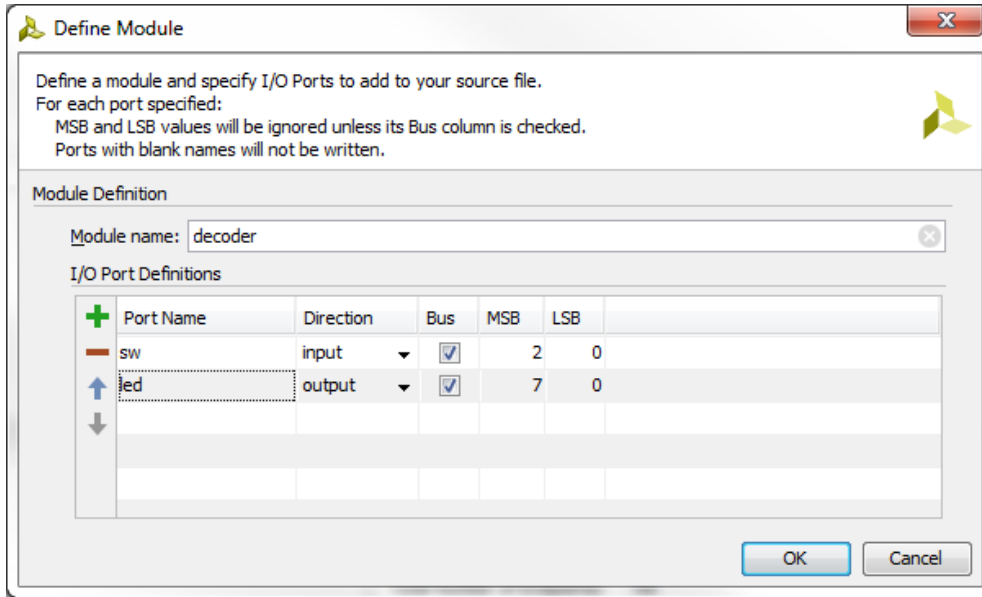 Define Module
Define a module and specify I/O Ports to add to your source file.
For each port specified:
MSB and LSB values will be ignored unless its Bus column is checked.
Ports with blank names will not be written.
Module Definition
Module name: decoder
I/O Port Definitions
Port Name Direction Bus MSB LSB
sw input 2 0
led output 7 0
OK Cancel